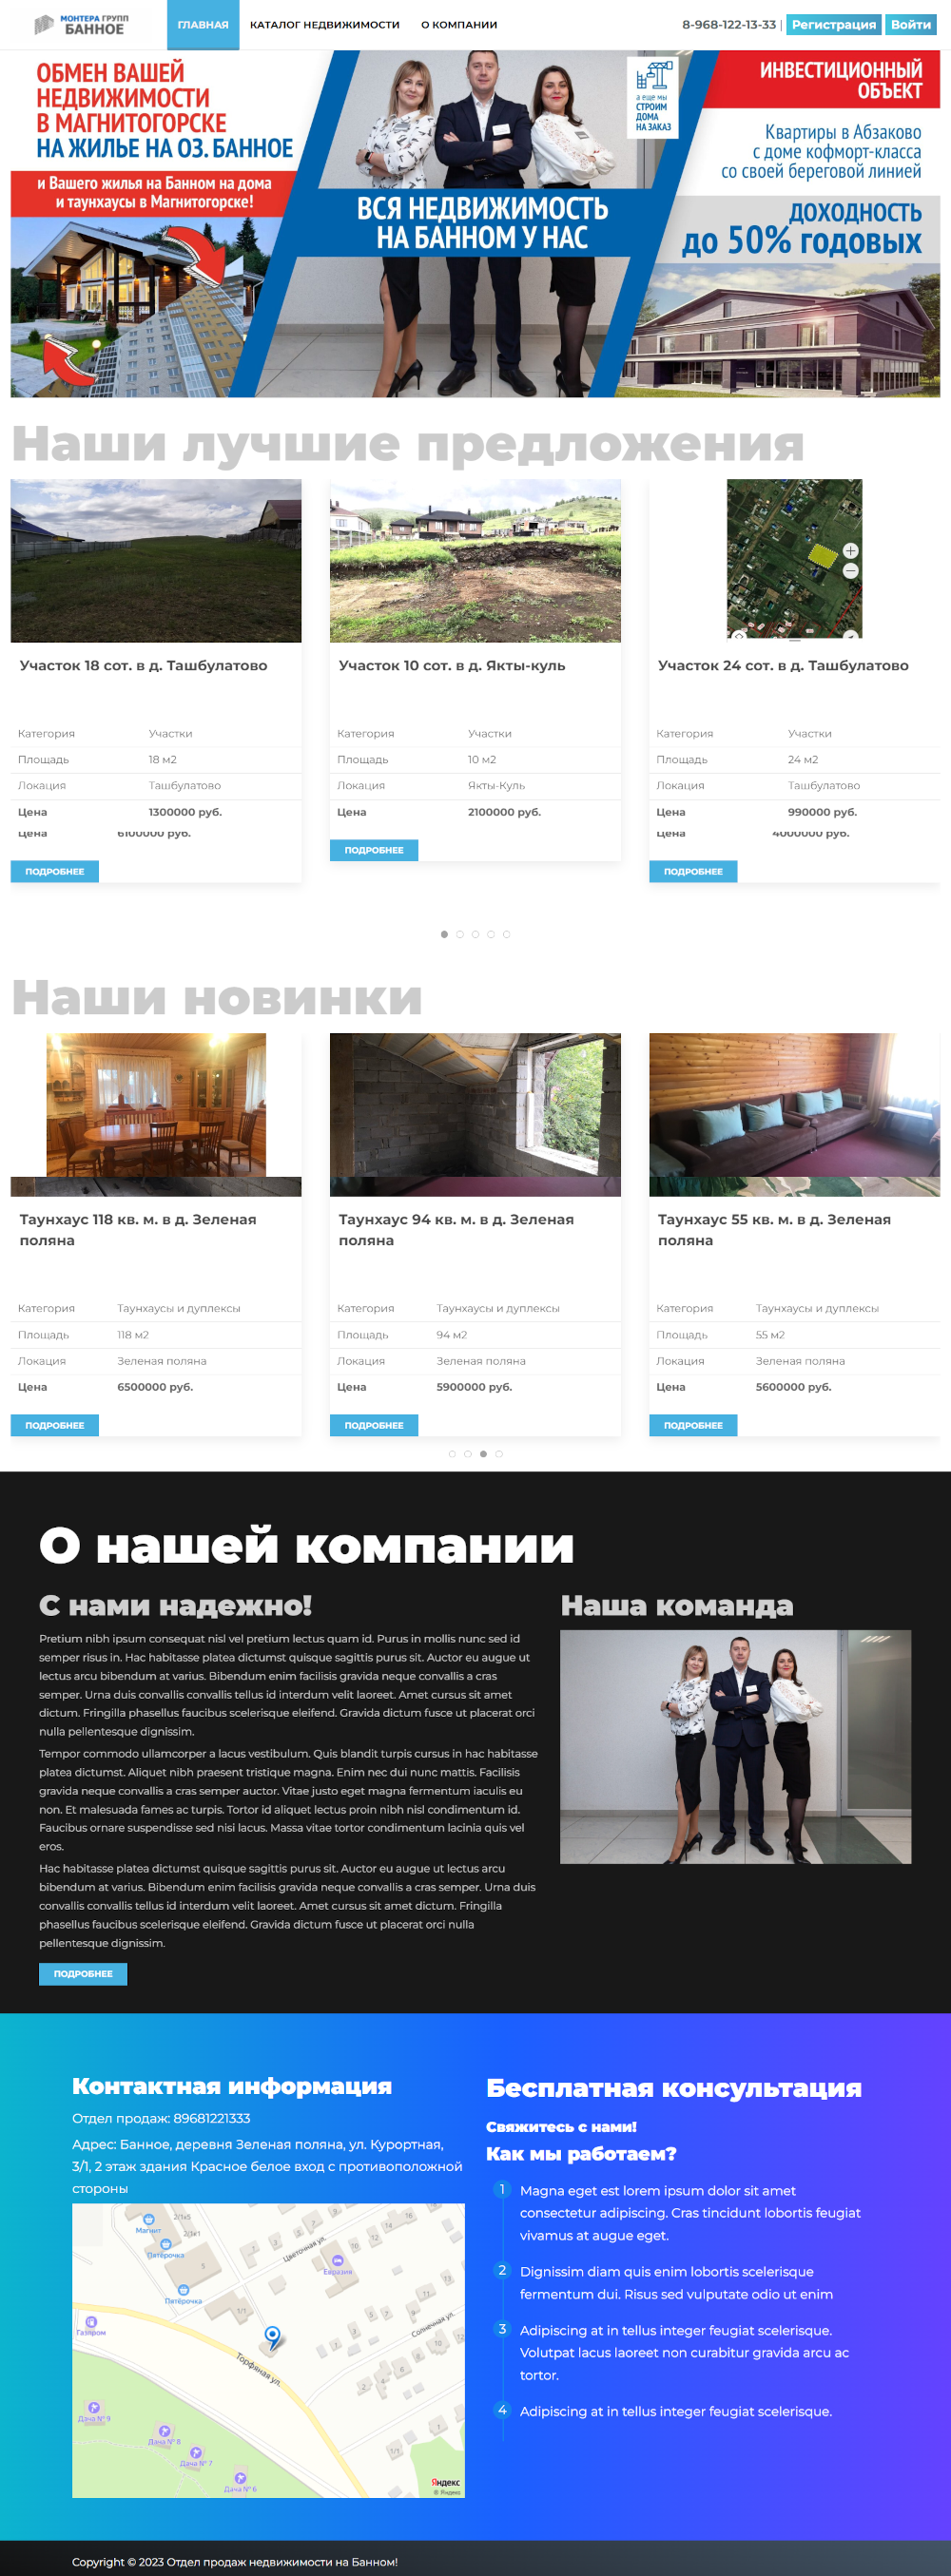 МОНТЕРА ГРУПП
БАННОЕ
ГЛАВНАЯ
КАТАЛОГ НЕДВИЖИМОСТИ
О КОМПАНИИ
8-968-122-13-33 | Регистрация Войти
ОБМЕН ВАШЕЙ
НЕДВИЖИМОСТИ
В МАГНИТОГОРСКЕ
НА ЖИЛЬЕ НА ОЗ. БАННОЕ
и Вашего жилья на Банном на дома
и таунхаусы в Магнитогорске!
а еще мы
СТРОИМ
ДОМА
НА ЗАКАЗ
ВСЯ НЕДВИЖИМОСТЬ
НА БАННОМ У НАС
ИНВЕСТИЦИОННЫЙ
ОБЪЕКТ
Квартиры в Абзаково
с доме кофморт-класса
со своей береговой линией
ДОХОДНОСТЬ
до 50% годовых
Наши лучшие предложения
Участок 18 сот. в д. Ташбулатово
Категория Участки
Площадь 18 м2
Локация Ташбулатово
Цена 1300000 руб.
Цена 6100000 руб.
ПОДРОБНЕЕ
Участок 10 сот. в д. Якты-куль
Категория Участки
Площадь 10 м2
Локация Якты-Куль
Цена 2100000 руб.
ПОДРОБНЕЕ
Участок 24 сот. в д. Ташбулатово
Категория Участки
Площадь 24 м2
Локация Ташбулатово
Цена 990000 руб.
Цена 4000000 руб.
ПОДРОБНЕЕ
Наши новинки
Таунхаус 118 кв. м. в д. Зеленая
поляна
Категория Таунхаусы и дуплексы
Площадь 118 м2
Локация Зеленая поляна
Цена 6500000 руб.
ПОДРОБНЕЕ
Таунхаус 94 кв. м. в д. Зеленая
поляна
Категория Таунхаусы и дуплексы
Площадь 94 м2
Локация Зеленая поляна
Цена 5900000 руб.
ПОДРОБНЕЕ
Таунхаус 55 кв. м. в д. Зеленая
поляна
Категория Таунхаусы и дуплексы
Площадь 55 м2
Локация Зеленая поляна
Цена 5600000 руб.
ПОДРОБНЕЕ
О нашей компании
С нами надежно!
Pretium nibh ipsum consequat nisl vel pretium lectus quam id. Purus in mollis nunc sed id
semper risus in. Hac habitasse platea dictumst quisque sagittis purus sit. Auctor eu augue ut
lectus arcu bibendum at varius. Bibendum enim facilisis gravida neque convallis a cras
semper. Urna duis convallis convallis tellus id interdum velit laoreet. Amet cursus sit amet
dictum. Fringilla phasellus faucibus scelerisque eleifend. Gravida dictum fusce ut placerat orci
nulla pellentesque dignissim.
Tempor commodo ullamcorper a lacus vestibulum. Quis blandit turpis cursus in hac habitasse
platea dictumst. Aliquet nibh praesent tristique magna. Enim nec dui nunc mattis. Facilisis
gravida neque convallis a cras semper auctor. Vitae justo eget magna fermentum iaculis eu
non. Et malesuada fames ac turpis. Tortor id aliquet lectus proin nibh nisl condimentum id.
Faucibus ornare suspendisse sed nisi lacus. Massa vitae tortor condimentum lacinia quis vel
eros.
Hac habitasse platea dictumst quisque sagittis purus sit. Auctor eu augue ut lectus arcu
bibendum at varius. Bibendum enim facilisis gravida neque convallis a cras semper. Urna duis
convallis convallis tellus id interdum velit laoreet. Amet cursus sit amet dictum. Fringilla
phasellus faucibus scelerisque eleifend. Gravida dictum fusce ut placerat orci nulla
pellentesque dignissim.
ПОДРОБНЕЕ
Наша команда
Контактная информация
Отдел продаж: 89681221333
Адрес: Банное, деревня Зеленая поляна, ул. Курортная,
3/1, 2 этаж здания Красное белое вход с противоположной
стороны
Магнит
2/1к5
2/1к1
Пятёрочка
5
Пятёрочка
1/1
Цветочная ул.
Евразия
14
16
18
12
Газпром
Солнечная ул.
Торфяная ул.
Дача № 9
Дача № 8
Дача № 7
Дача № 6
Яндекс
© Яндекс
Бесплатная консультация
Свяжитесь с нами!
Как мы работаем?
1 Magna eget est lorem ipsum dolor sit amet
consectetur adipiscing. Cras tincidunt lobortis feugiat
vivamus at augue eget.
2 Dignissim diam quis enim lobortis scelerisque
fermentum dui. Risus sed vulputate odio ut enim
3 Adipiscing at in tellus integer feugiat scelerisque.
Volutpat lacus laoreet non curabitur gravida arcu ac
tortor.
4 Adipiscing at in tellus integer feugiat scelerisque.
Copyright © 2023 Отдел продаж недвижимости на Банном!